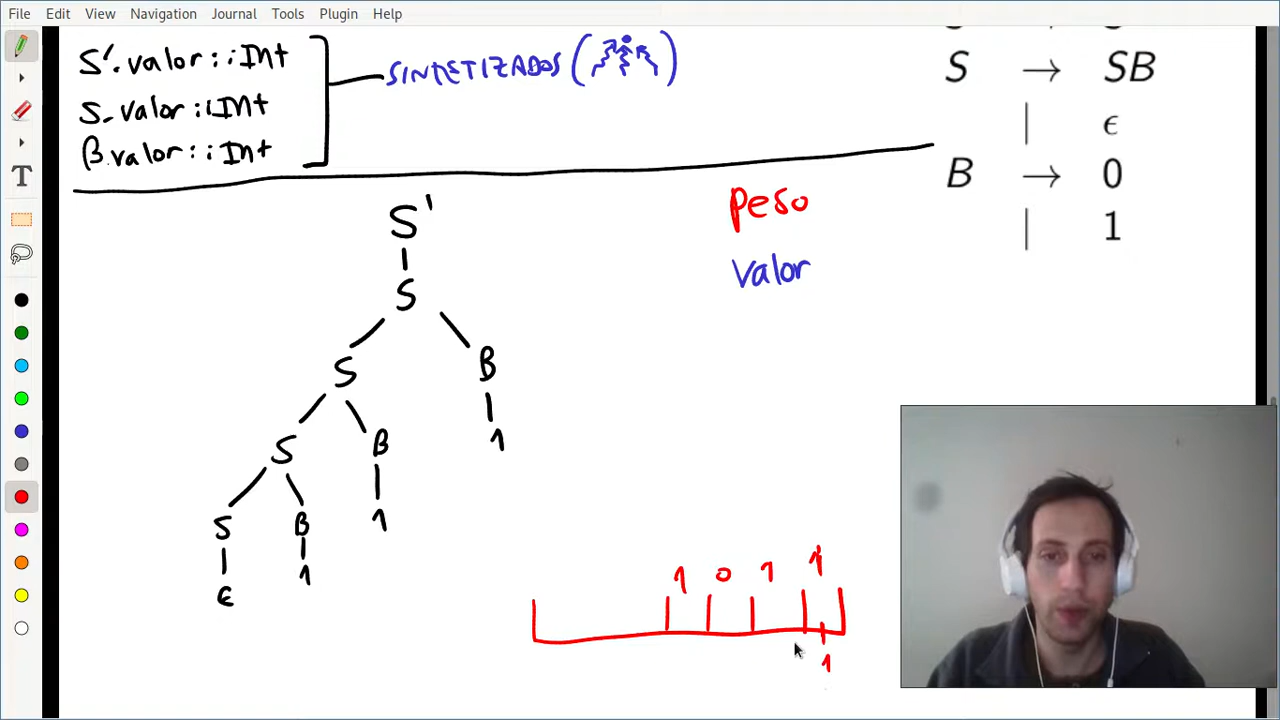 File Edit View Navigation Journal Tools Plugin Help
S'.valor::Int
S.valor::Int
B.valor::Int
SINTETIZADOS ( )
S → SB
| ϵ
B → 0
| 1
T
peso
valor
S'
S
S B
S B 1
S B 1
ϵ 1
1 0 1 1
1